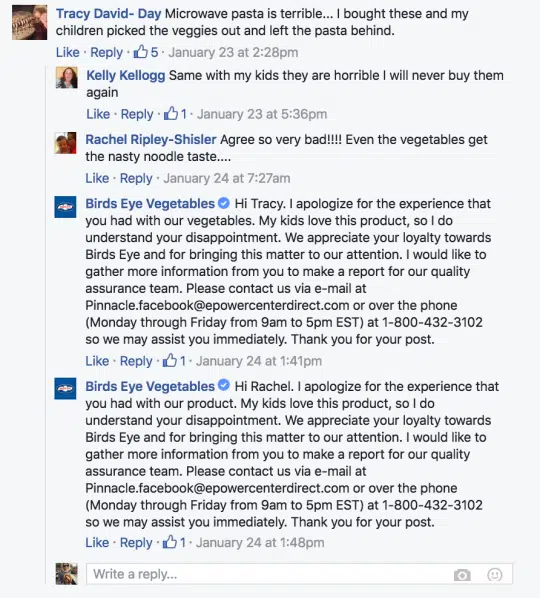 Tracy David- Day Microwave pasta is terrible... I bought these and my
children picked the veggies out and left the pasta behind.
Like · Reply · 5 · January 23 at 2:28pm
Kelly Kellogg Same with my kids they are horrible I will never buy them
again
Like · Reply · 1 · January 23 at 5:36pm
Rachel Ripley-Shisler Agree so very bad!!!! Even the vegetables get
the nasty noodle taste....
Like · Reply · January 24 at 7:27am
Birds Eye Vegetables Hi Tracy. I apologize for the experience that
you had with our vegetables. My kids love this product, so I do
understand your disappointment. We appreciate your loyalty towards
Birds Eye and for bringing this matter to our attention. I would like to
gather more information from you to make a report for our quality
assurance team. Please contact us via e-mail at
Pinnacle.facebook@epowercenterdirect.com or over the phone
(Monday through Friday from 9am to 5pm EST) at 1-800-432-3102
so we may assist you immediately. Thank you for your post.
Like · Reply · 1 · January 24 at 1:41pm
Birds Eye Vegetables Hi Rachel. I apologize for the experience that
you had with our product. My kids love this product, so I do
understand your disappointment. We appreciate your loyalty towards
Birds Eye and for bringing this matter to our attention. I would like to
gather more information from you to make a report for our quality
assurance team. Please contact us via e-mail at
Pinnacle.facebook@epowercenterdirect.com or over the phone
(Monday through Friday from 9am to 5pm EST) at 1-800-432-3102
so we may assist you immediately. Thank you for your post.
Like · Reply · 1 · January 24 at 1:48pm
Write a reply...